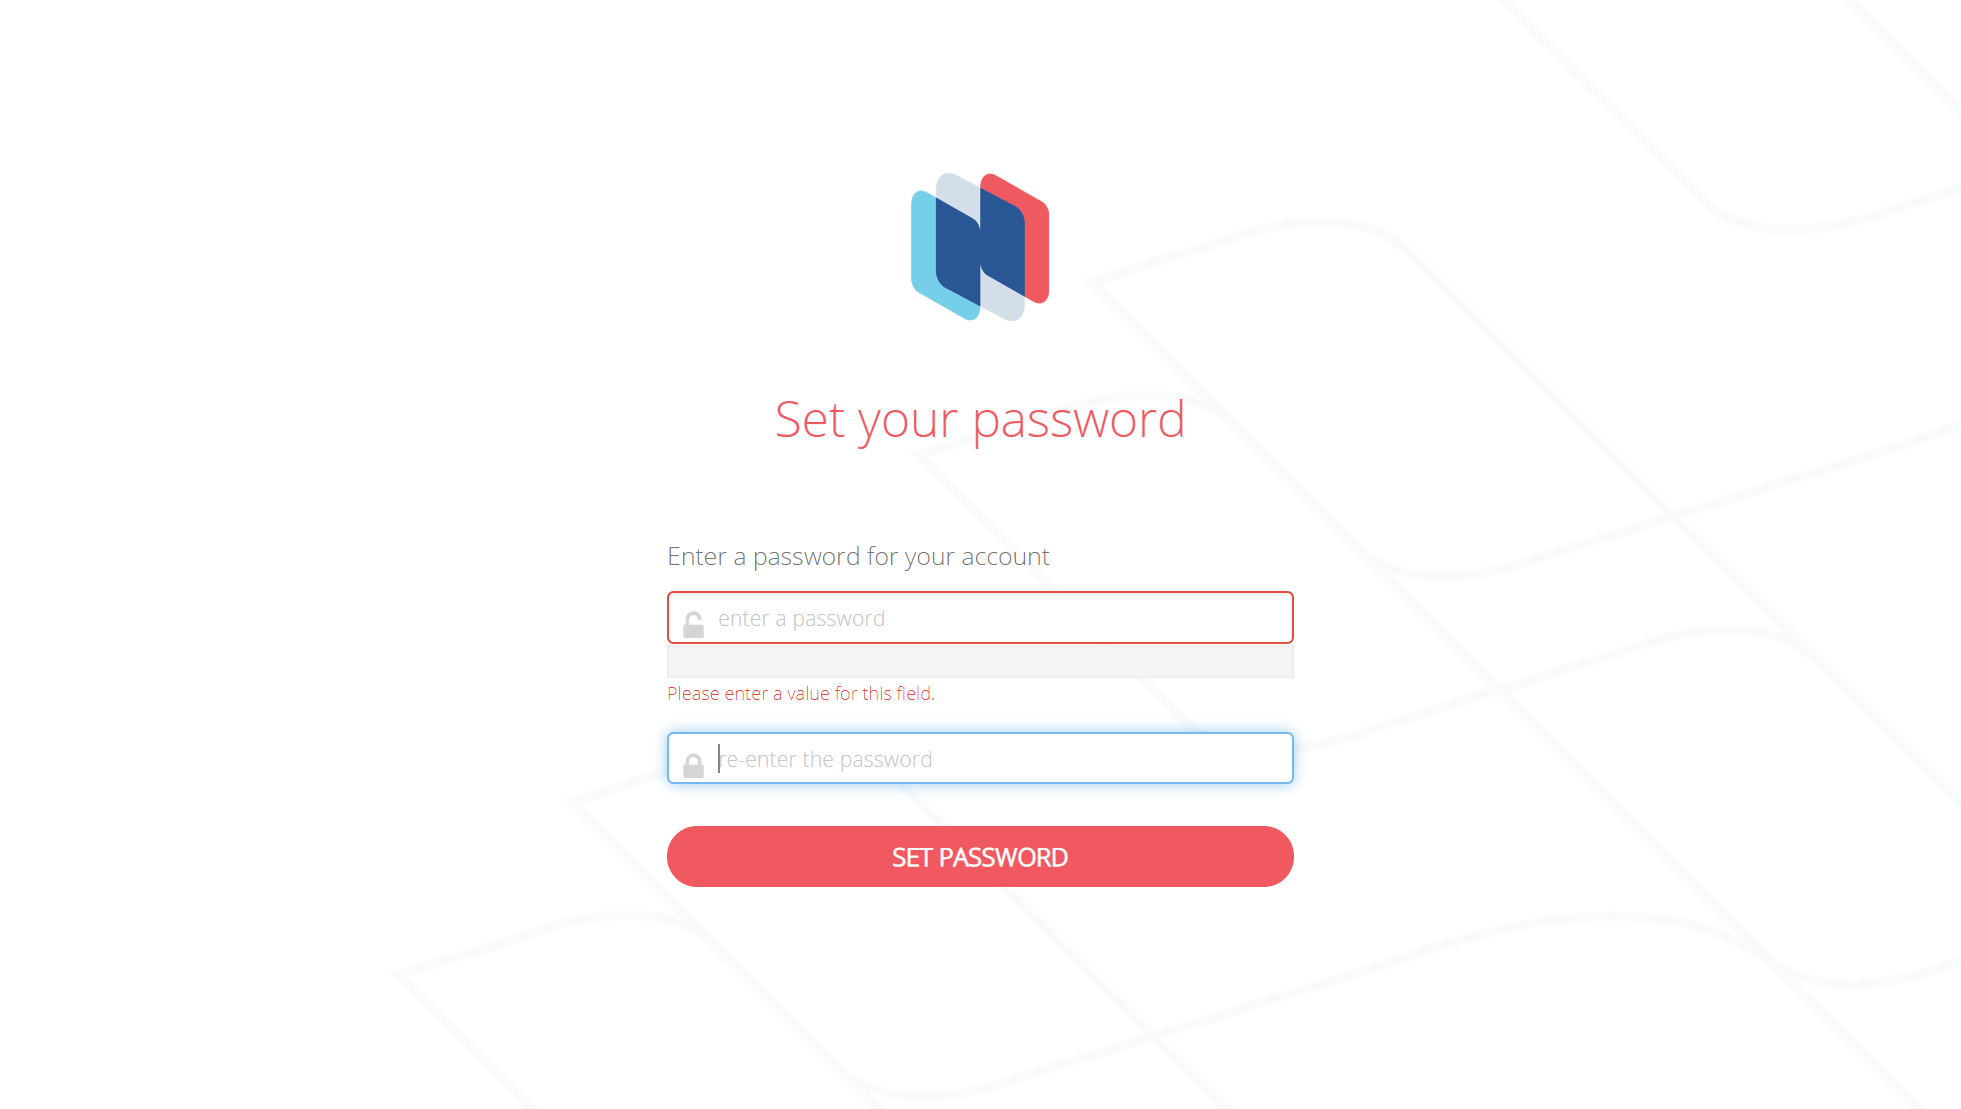 Set your password
Enter a password for your account
enter a password
Please enter a value for this field.
re-enter the password
SET PASSWORD